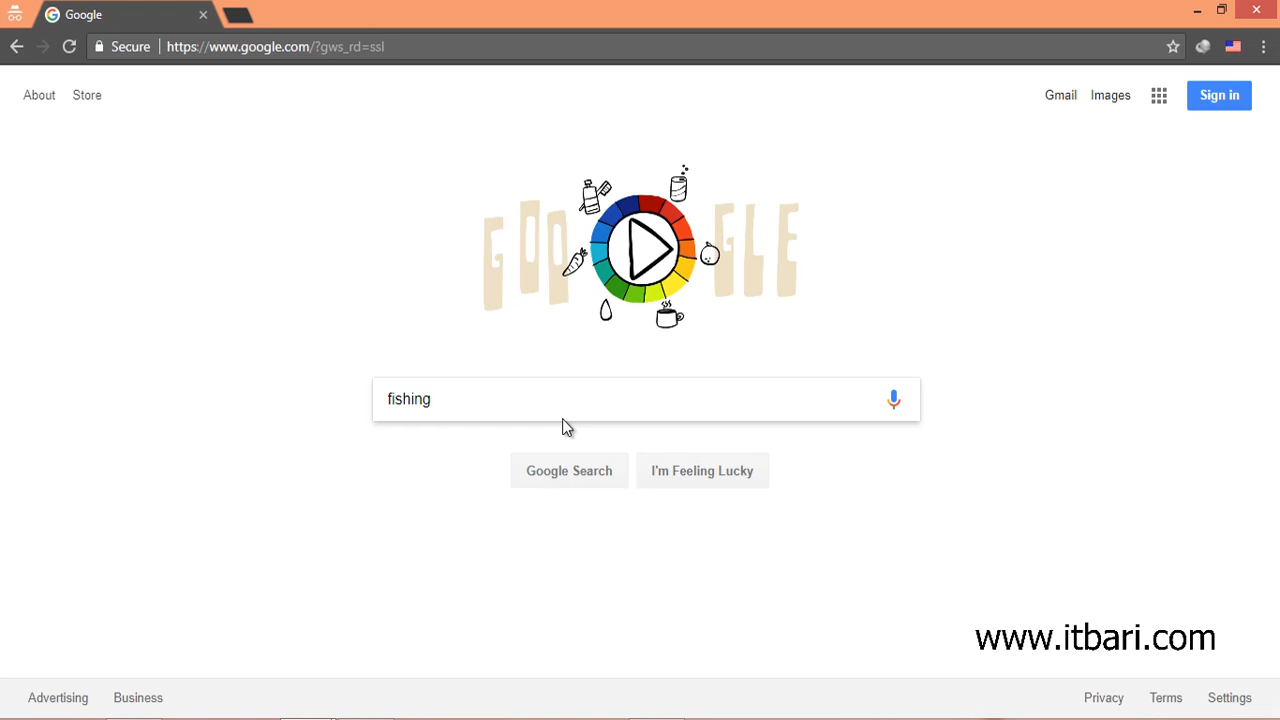 Google
Secure
https://www.google.com/?gws_rd=ssl
About
Store
Gmail
Images
Sign in
GOOGLE
fishing
Google Search
I'm Feeling Lucky
www.itbari.com
Advertising
Business
Privacy
Terms
Settings